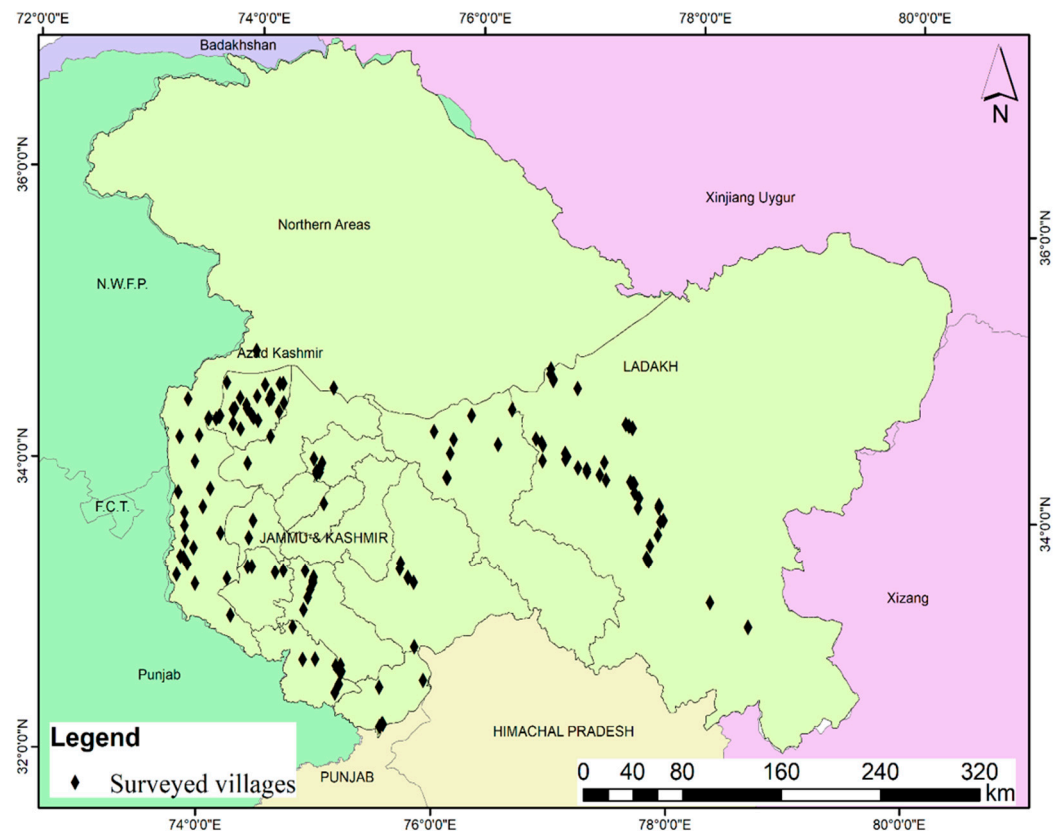 72°0'0"E 74°0'0"E 76°0'0"E 78°0'0"E 80°0'0"E
Badakhshan
N
36°0'0"N
Xinjiang Uygur
Northern Areas
36°0'0"N
N.W.F.P.
Azad Kashmir
LADAKH
34°0'0"N
F.C.T.
34°0'0"N
JAMMU & KASHMIR
Xizang
Punjab
HIMACHAL PRADESH
32°0'0"N
32°0'0"N
Legend
Surveyed villages
PUNJAB
0 40 80 160 240 320
km
74°0'0"E 76°0'0"E 78°0'0"E 80°0'0"E